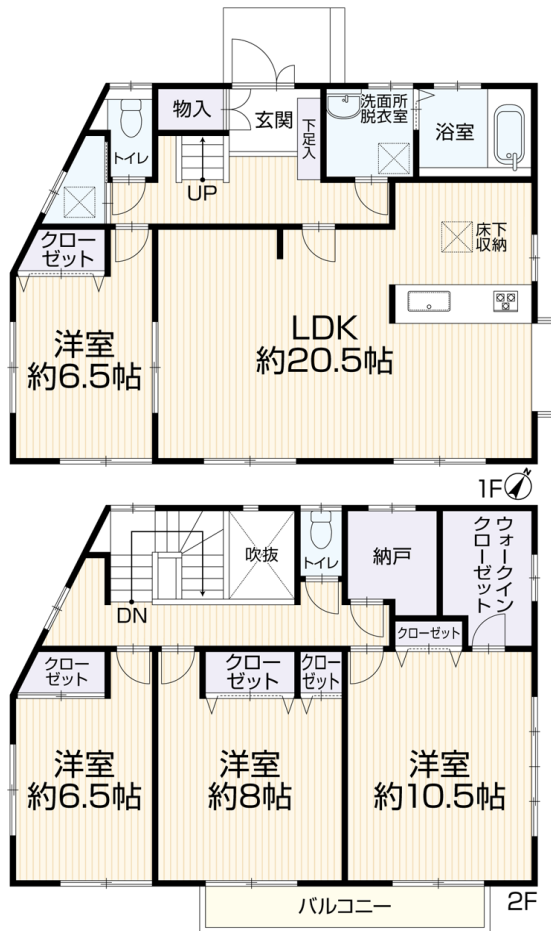 物入
玄関
下足入
洗面所
脱衣室
浴室
トイレ
UP
クロー
ゼット
床下
収納
洋室
約6.5帖
LDK
約20.5帖
1F
吹抜
トイレ
納戸
ウォークイン
クローゼット
DN
クローゼット
クロー
ゼット
クロー
ゼット
クロー
ゼット
洋室
約6.5帖
洋室
約8帖
洋室
約10.5帖
バルコニー
2F